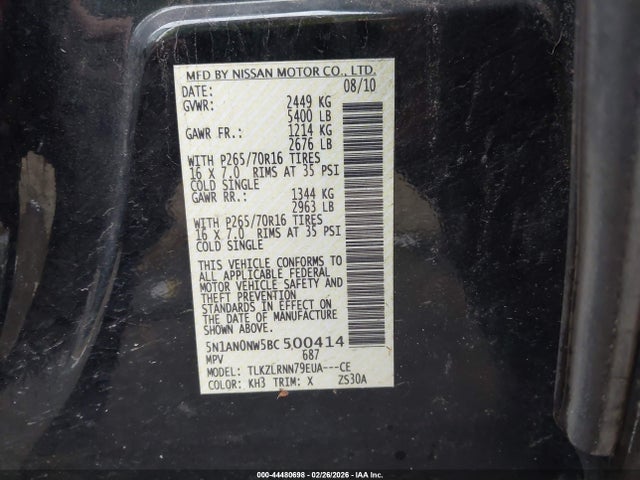 MFD BY NISSAN MOTOR CO., LTD.
DATE: 08/10
GVWR: 2449 KG
5400 LB
GAWR FR.: 1214 KG
2676 LB
WITH P265/70R16 TIRES
16 X 7.0 RIMS AT 35 PSI
COLD SINGLE
GAWR RR.: 1344 KG
2963 LB
WITH P265/70R16 TIRES
16 X 7.0 RIMS AT 35 PSI
COLD SINGLE
THIS VEHICLE CONFORMS TO
ALL APPLICABLE FEDERAL
MOTOR VEHICLE SAFETY AND
THEFT PREVENTION
STANDARDS IN EFFECT ON
THE DATE OF MANUFACTURE
SHOWN ABOVE.
5N1AN0NW5BC500414
MPV 687
MODEL: TLKZLRNN79EUA---CE
COLOR: KH3 TRIM: X ZS30A
000-44480698 | 02/26/2026 | IAA Inc.